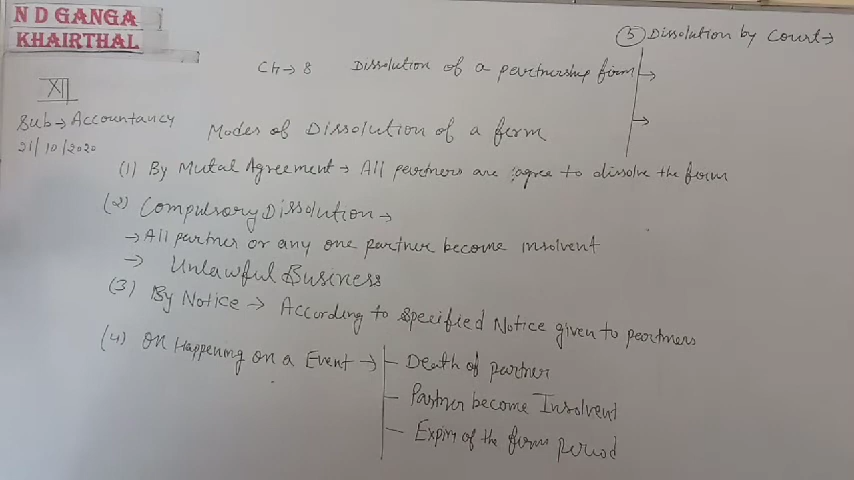 N D GANGA
KHAIRTHAL
(5) Dissolution by Court →
Ch → 8 Dissolution of a partnership firm
XII
Sub → Accountancy
21/10/2020
Modes of Dissolution of a firm
(1) By Mutal Agreement → All partners are agree to dissolve the firm
(2) Compulsory Dissolution →
→ All partner or any one partner become insolvent
→ Unlawful Business
(3) By Notice → According to specified Notice given to partners
(4) On Happening on a Event → – Death of partner
– Partner become Insolvent
– Expiry of the firm period